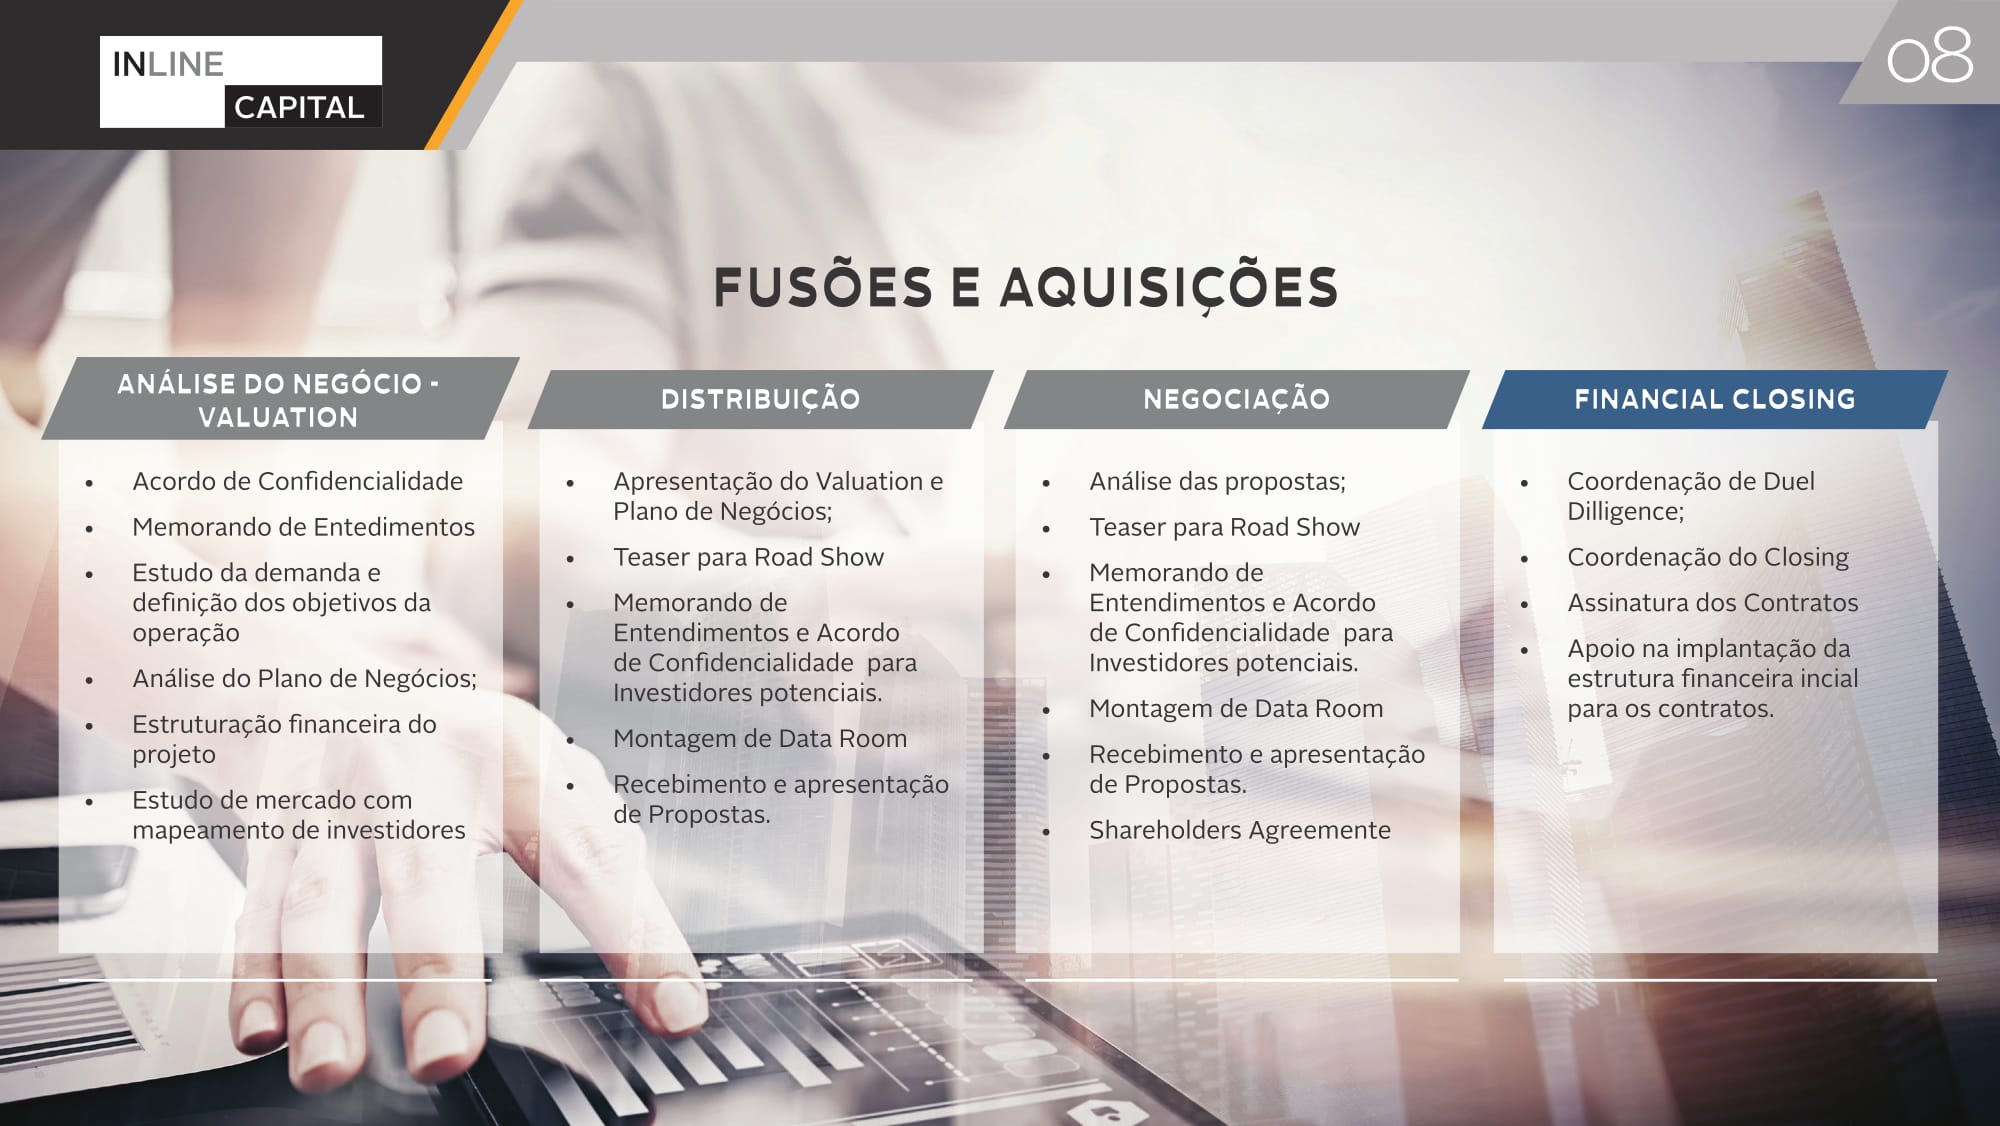 INLINE
CAPITAL
08
FUSÕES E AQUISIÇÕES
ANÁLISE DO NEGÓCIO -
VALUATION
• Acordo de Confidencialidade
• Memorando de Entedimentos
• Estudo da demanda e
definição dos objetivos da
operação
• Análise do Plano de Negócios;
• Estruturação financeira do
projeto
• Estudo de mercado com
mapeamento de investidores
DISTRIBUIÇÃO
• Apresentação do Valuation e
Plano de Negócios;
• Teaser para Road Show
• Memorando de
Entendimentos e Acordo
de Confidencialidade para
Investidores potenciais.
• Montagem de Data Room
• Recebimento e apresentação
de Propostas.
NEGOCIAÇÃO
• Análise das propostas;
• Teaser para Road Show
• Memorando de
Entendimentos e Acordo
de Confidencialidade para
Investidores potenciais.
• Montagem de Data Room
• Recebimento e apresentação
de Propostas.
• Shareholders Agreemente
FINANCIAL CLOSING
• Coordenação de Duel
Dilligence;
• Coordenação do Closing
• Assinatura dos Contratos
• Apoio na implantação da
estrutura financeira incial
para os contratos.